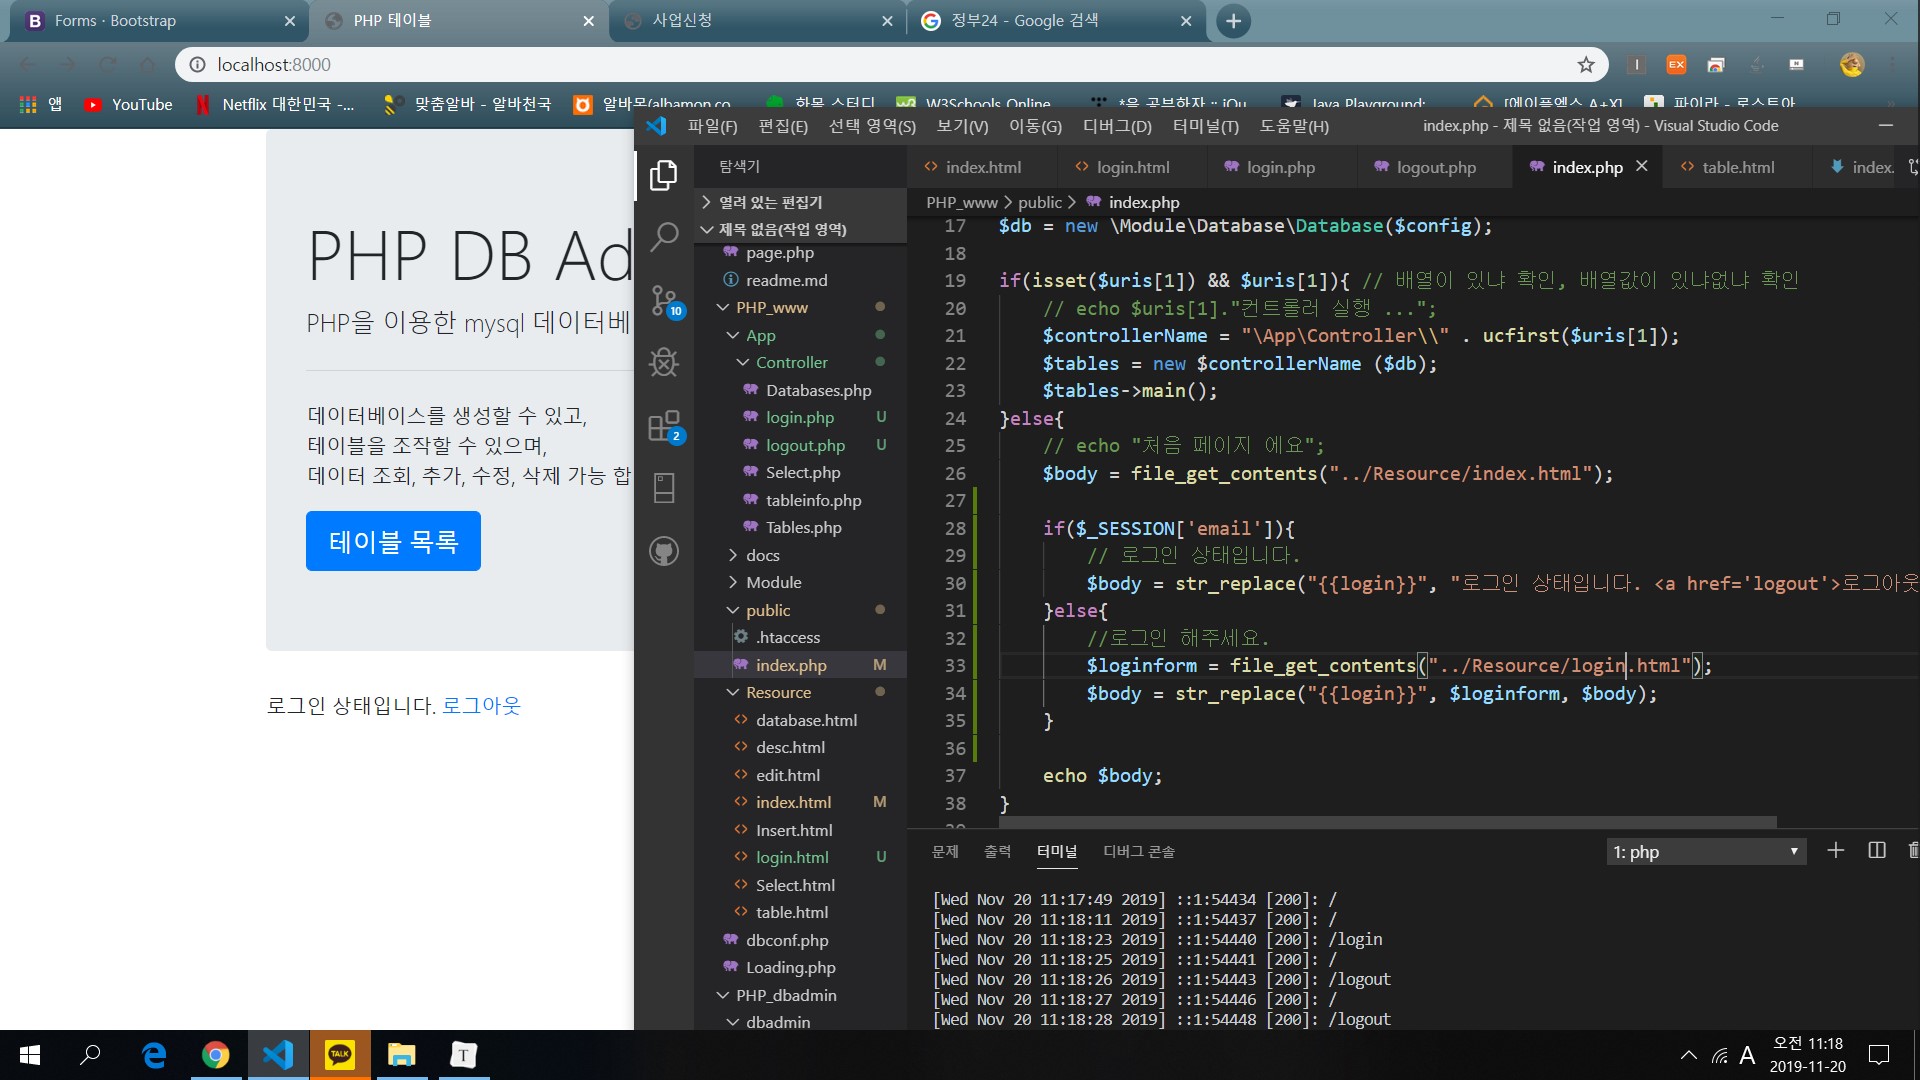 Forms · Bootstrap
PHP 테이블
사업신청
정부24 - Google 검색
localhost:8000
앱
YouTube
Netflix 대한민국 -...
맞춤알바 - 알바천국
알바몬(albamon.co
화목 스터디
W3Schools Online
*을 공부하자 :: iOu
Java Playground:
[에이플엑스 A+X]
파이라 - 로스트아
PHP DB Ad
PHP을 이용한 mysql 데이터베
데이터베이스를 생성할 수 있고,
테이블을 조작할 수 있으며,
데이터 조회, 추가, 수정, 삭제 가능 합
테이블 목록
로그인 상태입니다. 로그아웃
파일(F) 편집(E) 선택 영역(S) 보기(V) 이동(G) 디버그(D) 터미널(T) 도움말(H)
index.php - 제목 없음(작업 영역) - Visual Studio Code
탐색기
열려 있는 편집기
제목 없음(작업 영역)
page.php
readme.md
PHP_www
App
Controller
Databases.php
login.php U
logout.php U
Select.php
tableinfo.php
Tables.php
docs
Module
public
.htaccess
index.php M
Resource
database.html
desc.html
edit.html
index.html M
Insert.html
login.html U
Select.html
table.html
dbconf.php
Loading.php
PHP_dbadmin
dbadmin
10
2
index.html
login.html
login.php
logout.php
index.php
table.html
index.
PHP_www > public > index.php
17 $db = new \Module\Database\Database($config);
18
19 if(isset($uris[1]) && $uris[1]){ // 배열이 있냐 확인, 배열값이 있냐없냐 확인
20 // echo $uris[1]."컨트롤러 실행 ...";
21 $controllerName = "\App\Controller\\" . ucfirst($uris[1]);
22 $tables = new $controllerName ($db);
23 $tables->main();
24 }else{
25 // echo "처음 페이지 에요";
26 $body = file_get_contents("../Resource/index.html");
27
28 if($_SESSION['email']){
29 // 로그인 상태입니다.
30 $body = str_replace("{{login}}", "로그인 상태입니다. <a href='logout'>로그아웃
31 }else{
32 //로그인 해주세요.
33 $loginform = file_get_contents("../Resource/login.html");
34 $body = str_replace("{{login}}", $loginform, $body);
35 }
36
37 echo $body;
38 }
문제 출력 터미널 디버그 콘솔
1: php
[Wed Nov 20 11:17:49 2019] ::1:54434 [200]: /
[Wed Nov 20 11:18:11 2019] ::1:54437 [200]: /
[Wed Nov 20 11:18:23 2019] ::1:54440 [200]: /login
[Wed Nov 20 11:18:25 2019] ::1:54441 [200]: /
[Wed Nov 20 11:18:26 2019] ::1:54443 [200]: /logout
[Wed Nov 20 11:18:27 2019] ::1:54446 [200]: /
[Wed Nov 20 11:18:28 2019] ::1:54448 [200]: /logout
TALK
T
A
오전 11:18
2019-11-20